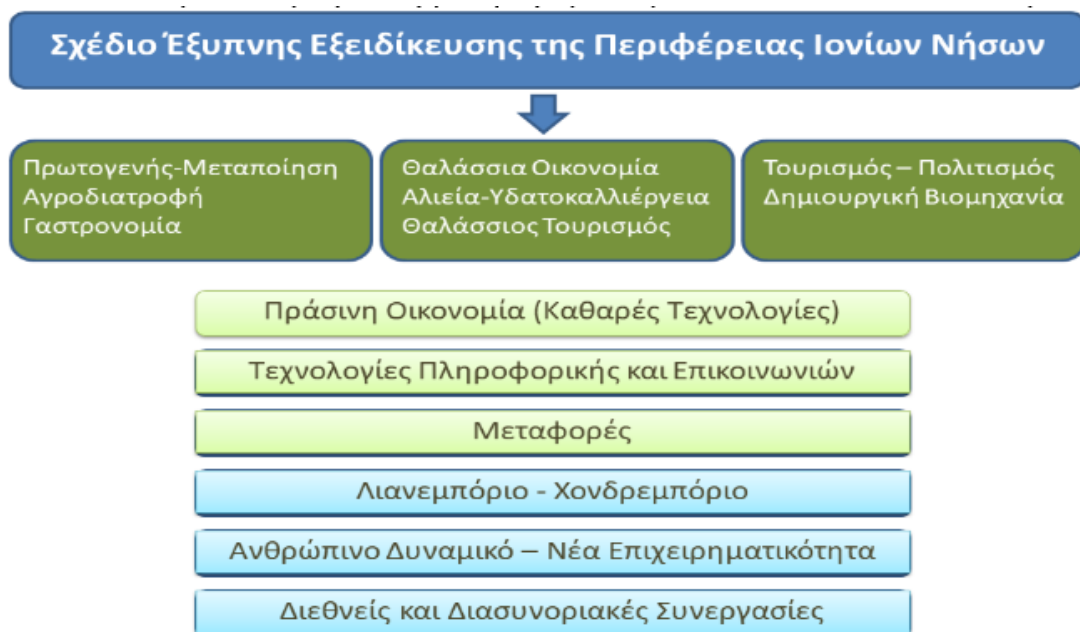 Σχέδιο Έξυπνης Εξειδίκευσης της Περιφέρειας Ιονίων Νήσων
Πρωτογενής-Μεταποίηση
Αγροδιατροφή
Γαστρονομία
Θαλάσσια Οικονομία
Αλιεία-Υδατοκαλλιέργεια
Θαλάσσιος Τουρισμός
Τουρισμός – Πολιτισμός
Δημιουργική Βιομηχανία
Πράσινη Οικονομία (Καθαρές Τεχνολογίες)
Τεχνολογίες Πληροφορικής και Επικοινωνιών
Μεταφορές
Λιανεμπόριο - Χονδρεμπόριο
Ανθρώπινο Δυναμικό – Νέα Επιχειρηματικότητα
Διεθνείς και Διασυνοριακές Συνεργασίες